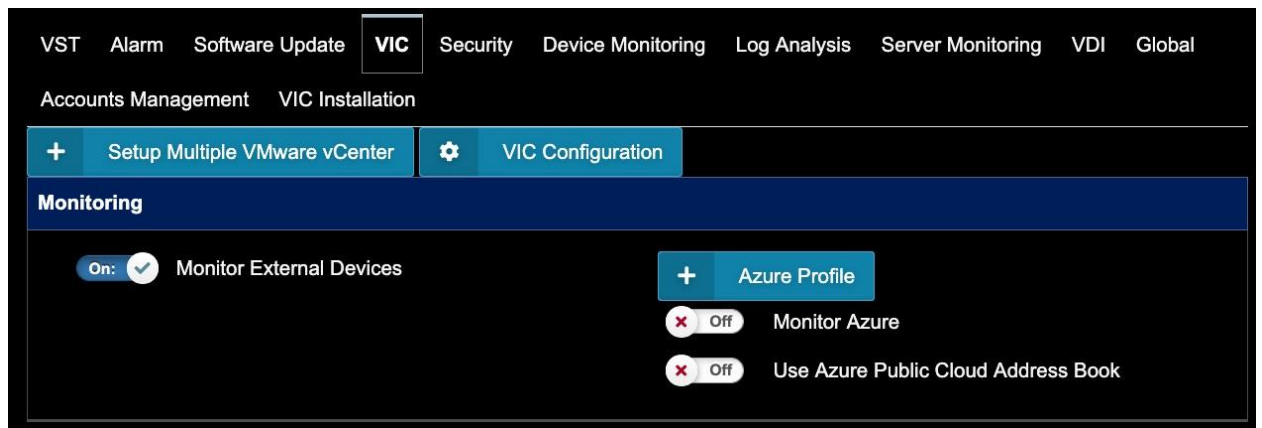 VST Alarm Software Update VIC Security Device Monitoring Log Analysis Server Monitoring VDI Global
Accounts Management VIC Installation
Setup Multiple VMware vCenter VIC Configuration
Monitoring
On: Monitor External Devices
Azure Profile
Off Monitor Azure
Off Use Azure Public Cloud Address Book